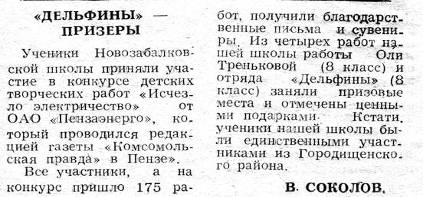 «ДЕЛЬФИНЫ» —
ПРИЗЕРЫ
Ученики Новозабалков-
ской школы приняли уча-
стие в конкурсе детских
творческих работ «Исчез-
ло электричество» от
ОАО «Пензаэнерго», ко-
торый проводился редак-
цией газеты «Комсомоль-
ская правда» в Пензе».
Все участники, а на
конкурс пришло 175 ра-
бот, получили благодарст-
венные письма и сувени-
ры. Из четырех работ на-
шей школы работы Оли
Треньковой (8 класс) и
отряда «Дельфины» (8
класс) заняли призовые
места и отмечены ценны-
ми подарками. Кстати,
ученики нашей школы бы-
ли единственными участ-
никами из Городищенско-
го района.
В. СОКОЛОВ.